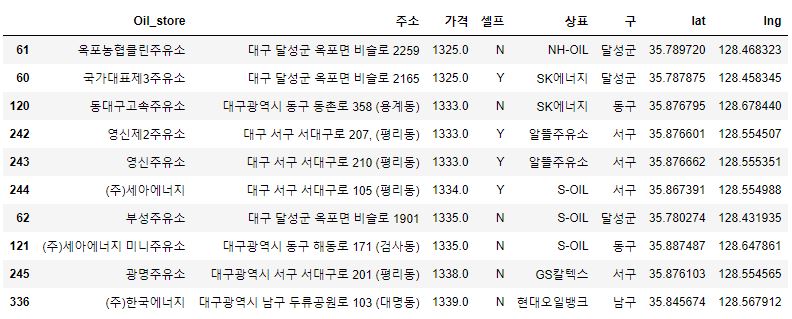 Oil_store 주소 가격 셀프 상표 구 lat lng
61 옥포농협클린주유소 대구 달성군 옥포면 비슬로 2259 1325.0 N NH-OIL 달성군 35.789720 128.468323
60 국가대표제3주유소 대구 달성군 옥포면 비슬로 2165 1325.0 Y SK에너지 달성군 35.787875 128.458345
120 동대구고속주유소 대구광역시 동구 동촌로 358 (용계동) 1333.0 N SK에너지 동구 35.876795 128.678440
242 영신제2주유소 대구 서구 서대구로 207, (평리동) 1333.0 Y 알뜰주유소 서구 35.876601 128.554507
243 영신주유소 대구 서구 서대구로 210 (평리동) 1333.0 Y 알뜰주유소 서구 35.876662 128.555351
244 (주)세아에너지 대구 서구 서대구로 105 (평리동) 1334.0 Y S-OIL 서구 35.867391 128.554988
62 부성주유소 대구 달성군 옥포면 비슬로 1901 1335.0 N S-OIL 달성군 35.780274 128.431935
121 (주)세아에너지 미니주유소 대구광역시 동구 해동로 171 (검사동) 1335.0 N S-OIL 동구 35.887487 128.647861
245 광명주유소 대구광역시 서구 서대구로 201 (평리동) 1338.0 N GS칼텍스 서구 35.876103 128.554565
336 (주)한국에너지 대구광역시 남구 두류공원로 103 (대명동) 1339.0 N 현대오일뱅크 남구 35.845674 128.567912